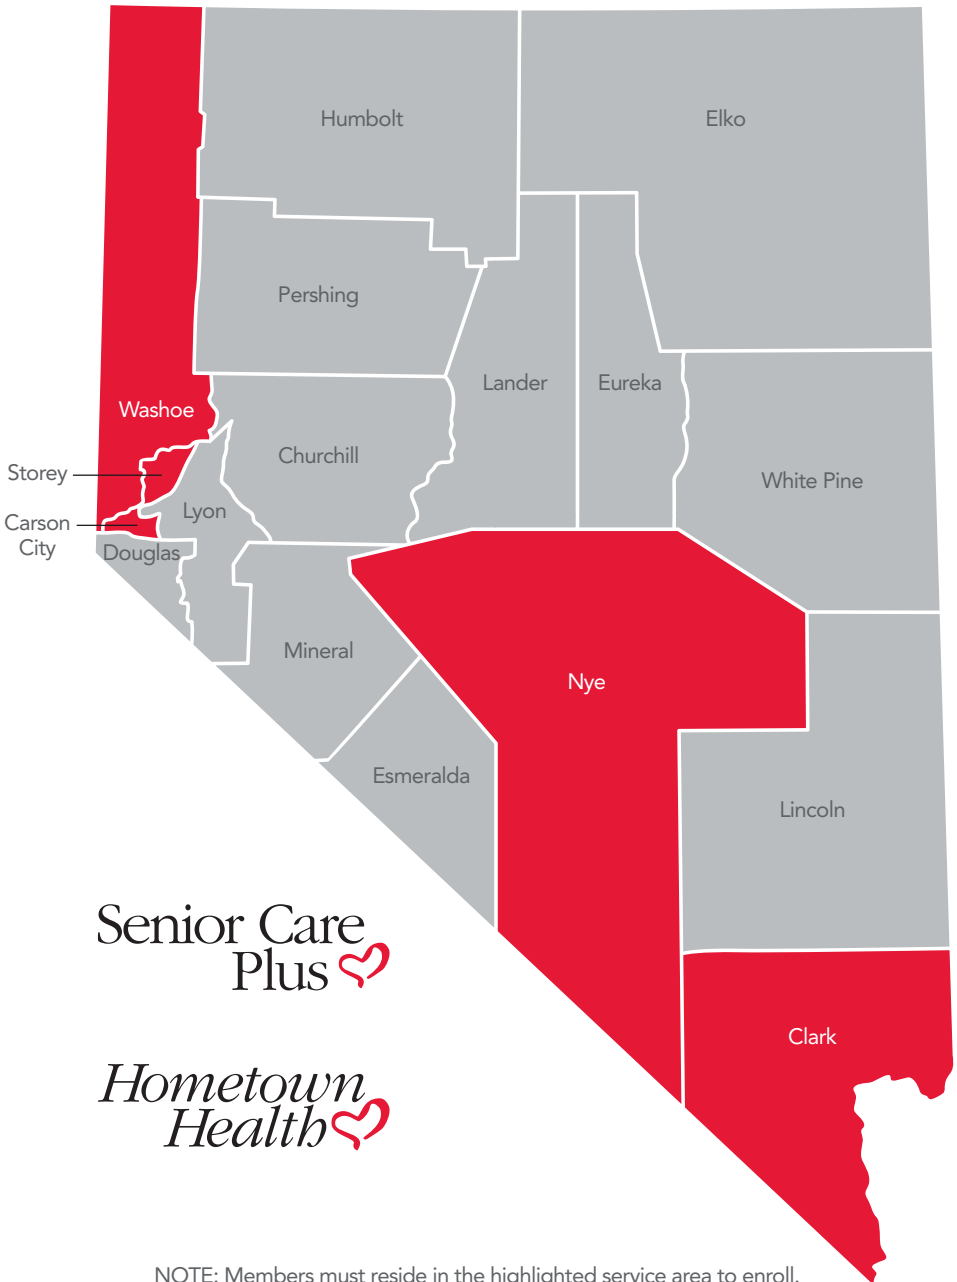 Humbolt
Elko
Pershing
Lander
Eureka
Washoe
Churchill
Storey
White Pine
Lyon
Carson
City
Douglas
Mineral
Nye
Esmeralda
Lincoln
Senior Care
Plus
Clark
Hometown
Health
NOTE: Members must reside in the highlighted service area to enroll.